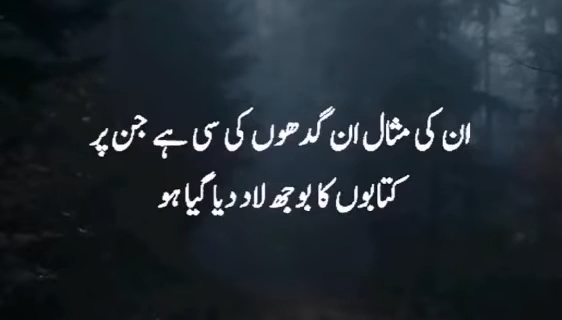 ان کی مثال ان گدھوں کی سی ہے جن پر
کتابوں کا بوجھ لاد دیا گیا ہو